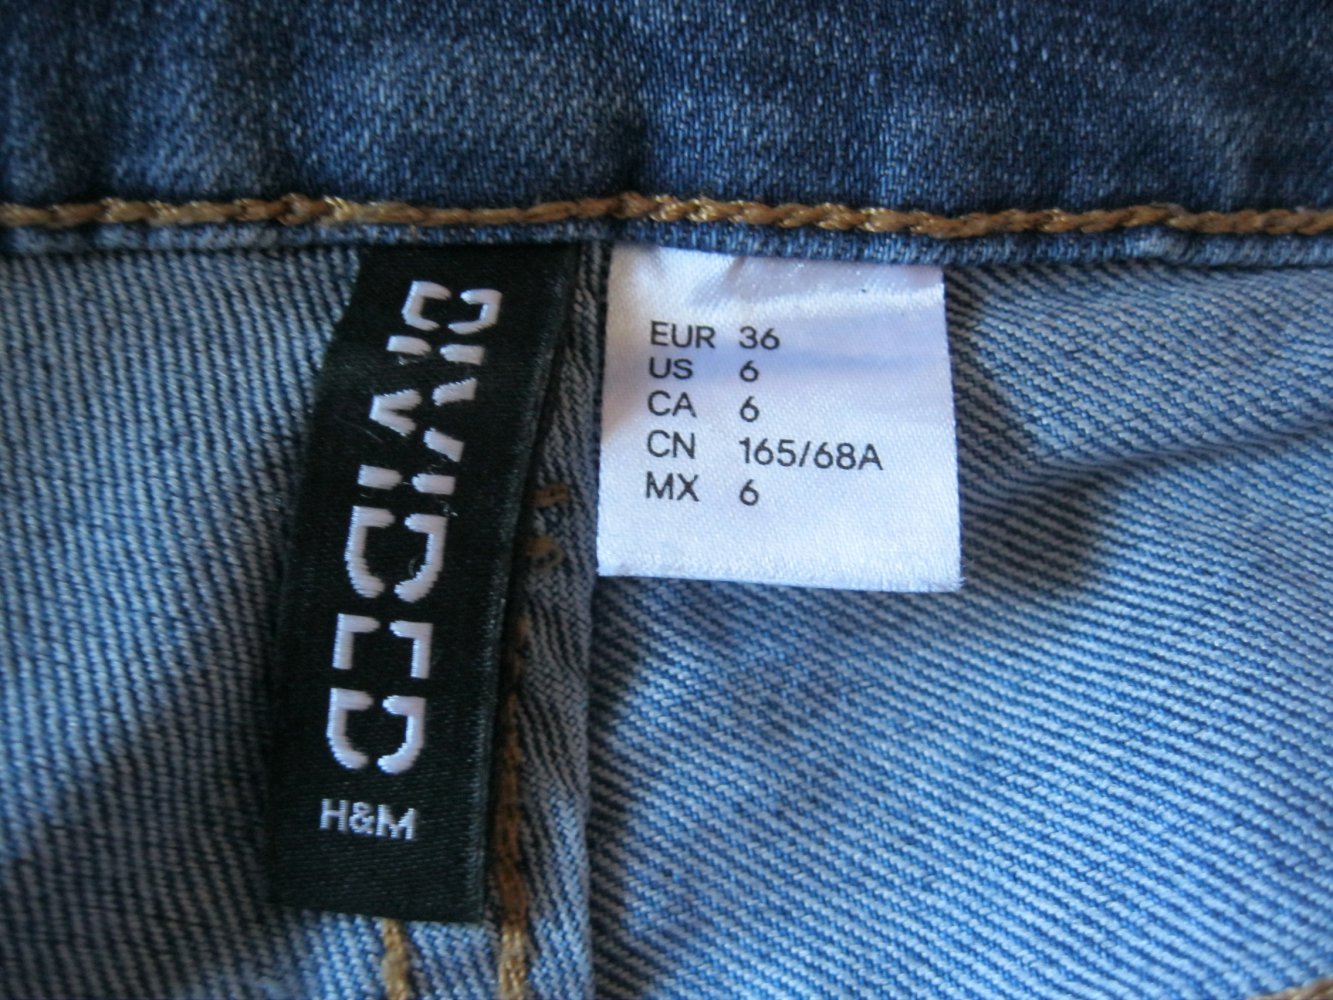 DIVIDED
H&M
EUR 36
US 6
CA 6
CN 165/68A
MX 6